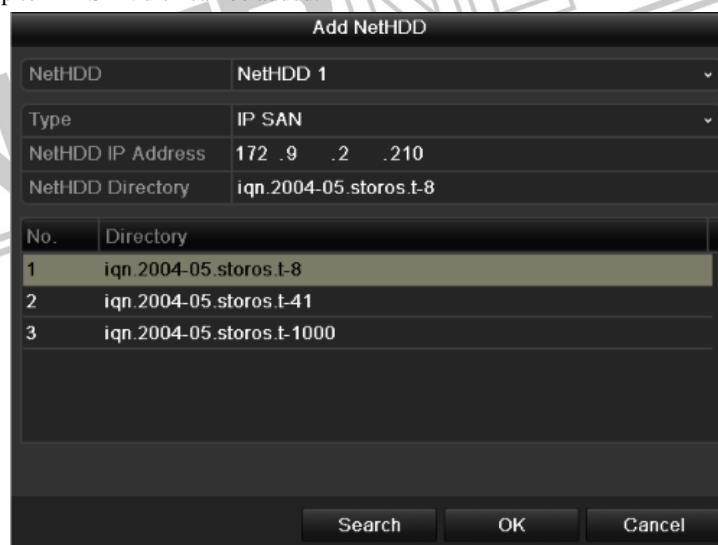 Add NetHDD
NetHDD NetHDD 1
Type IP SAN
NetHDD IP Address 172 .9 .2 .210
NetHDD Directory iqn.2004-05.storos.t-8
No. Directory
1 iqn.2004-05.storos.t-8
2 iqn.2004-05.storos.t-41
3 iqn.2004-05.storos.t-1000
Search OK Cancel